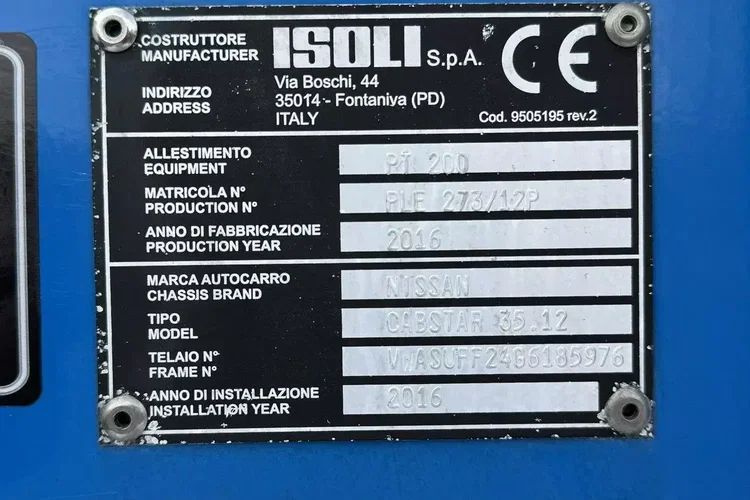 COSTRUTTORE
MANUFACTURER
ISOLI S.p.A.
CE
INDIRIZZO
ADDRESS
Via Boschi, 44
35014 - Fontaniva (PD)
ITALY
Cod. 9505195 rev.2
ALLESTIMENTO
EQUIPMENT
PT 200
MATRICOLA N°
PRODUCTION N°
PLE 273/12P
ANNO DI FABBRICAZIONE
PRODUCTION YEAR
2016
MARCA AUTOCARRO
CHASSIS BRAND
NISSAN
TIPO
MODEL
CABSTAR 35.12
TELAIO N°
FRAME N°
ANNO DI INSTALLAZIONE
INSTALLATION YEAR
2016